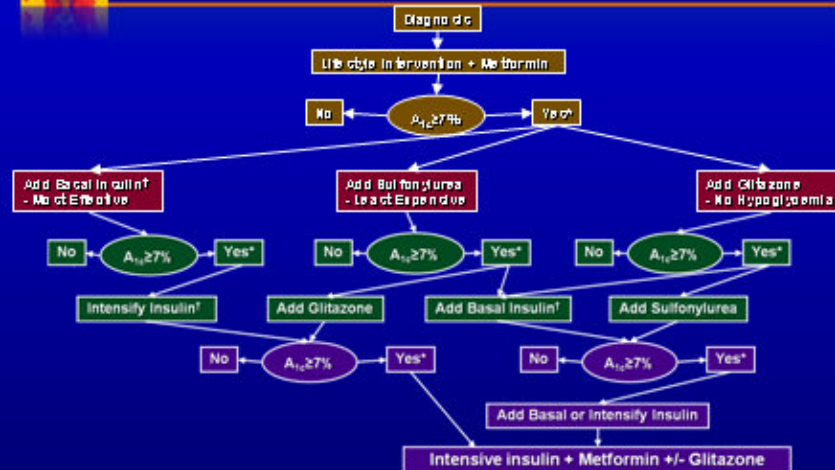 Diagnosis
Lifestyle Intervention + Metformin
No
A1c≥7%
Yes*
Add Basal Insulin†
- Most Effective
Add Sulfonylurea
- Least Expensive
Add Glitazone
- No Hypoglycemia
No
A1c≥7%
Yes*
No
A1c≥7%
Yes*
No
A1c≥7%
Yes*
Intensify Insulin†
Add Glitazone
Add Basal Insulin†
Add Sulfonylurea
No
A1c≥7%
Yes*
No
A1c≥7%
Yes*
Add Basal or Intensify Insulin
Intensive insulin + Metformin +/- Glitazone